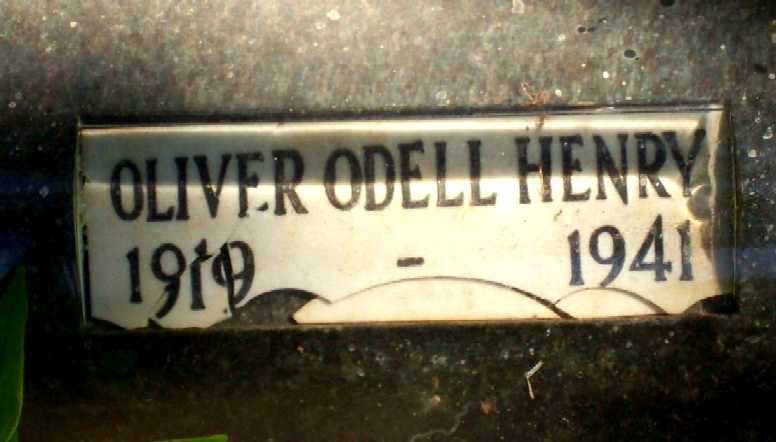 OLIVER ODELL HENRY
1919 - 1941